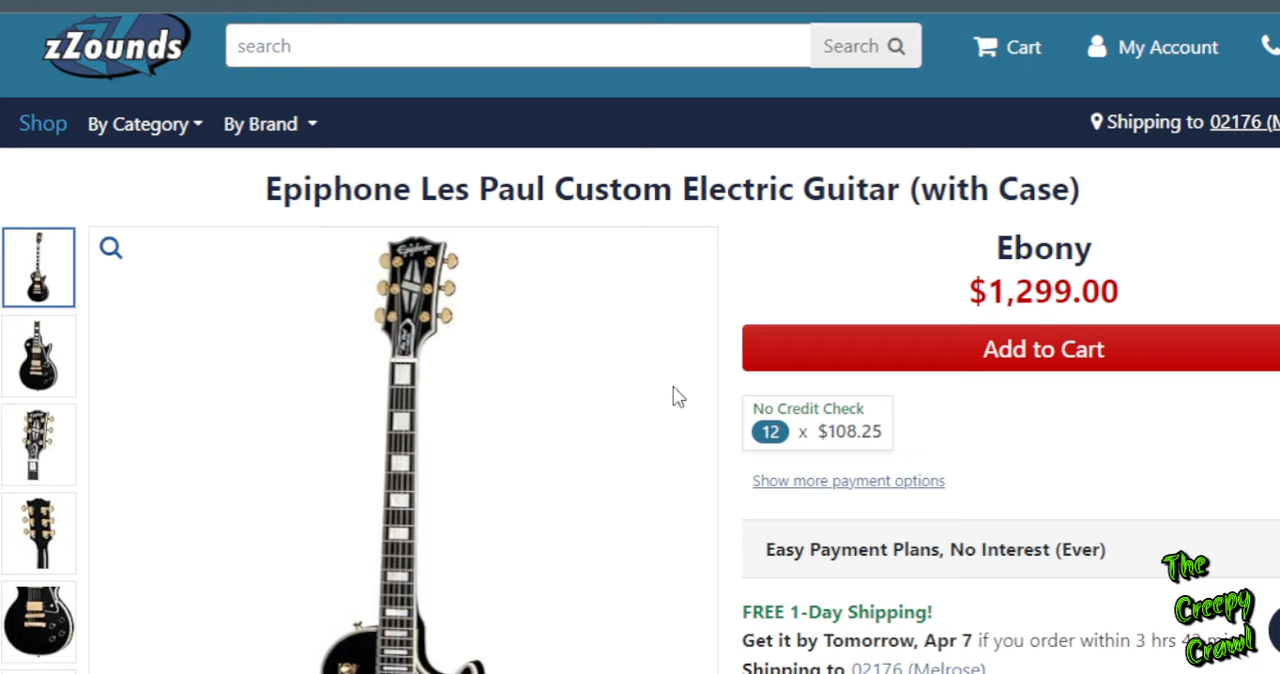 zZounds
search
Search
Cart
My Account
Shop
By Category
By Brand
Shipping to 02176 (M
Epiphone Les Paul Custom Electric Guitar (with Case)
Epiphone
Ebony
$1,299.00
Add to Cart
No Credit Check
12 x $108.25
Show more payment options
Easy Payment Plans, No Interest (Ever)
FREE 1-Day Shipping!
Get it by Tomorrow, Apr 7 if you order within 3 hrs
Shipping to 02176 (Melrose)
The
Creepy
Crawl